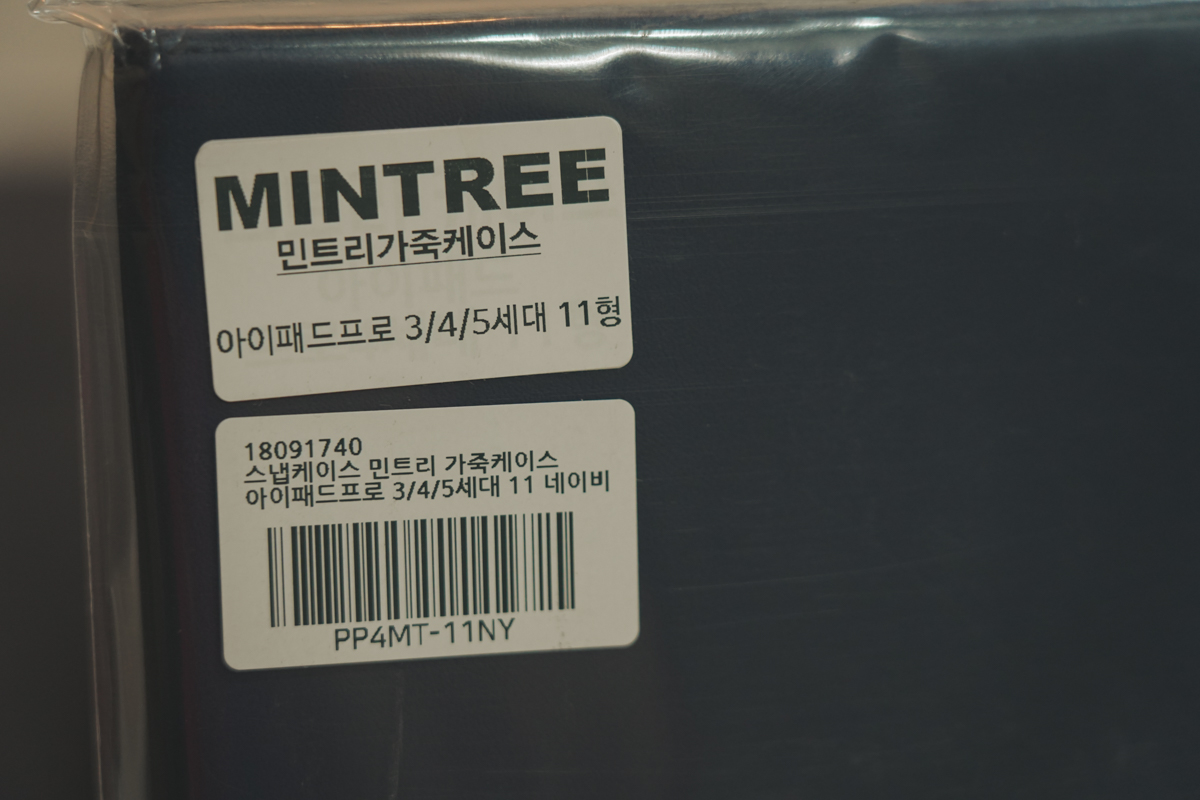 MINTREE
민트리가죽케이스
아이패드프로 3/4/5세대 11형
18091740
스냅케이스 민트리 가죽케이스
아이패드프로 3/4/5세대 11 네이비
PP4MT-11NY